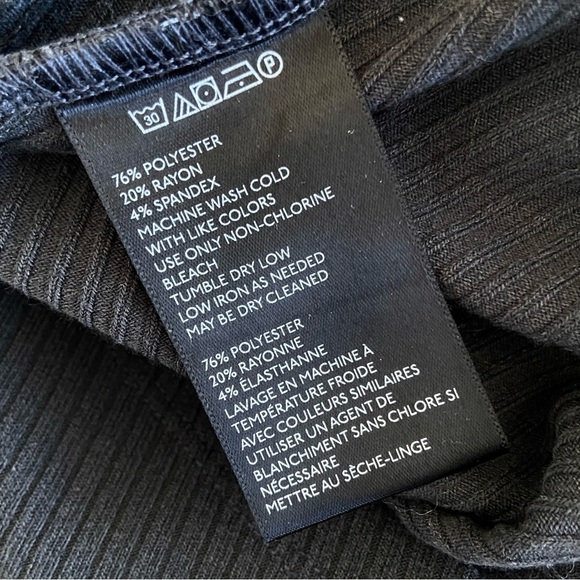 30 P
76% POLYESTER
20% RAYON
4% SPANDEX
MACHINE WASH COLD
WITH LIKE COLORS
USE ONLY NON-CHLORINE
BLEACH
TUMBLE DRY LOW
LOW IRON AS NEEDED
MAY BE DRY CLEANED
76% POLYESTER
20% RAYONNE
4% ÉLASTHANNE
LAVAGE EN MACHINE À
TEMPÉRATURE FROIDE
AVEC COULEURS SIMILAIRES
UTILISER UN AGENT DE
BLANCHIMENT SANS CHLORE SI
NÉCESSAIRE
METTRE AU SÈCHE-LINGE